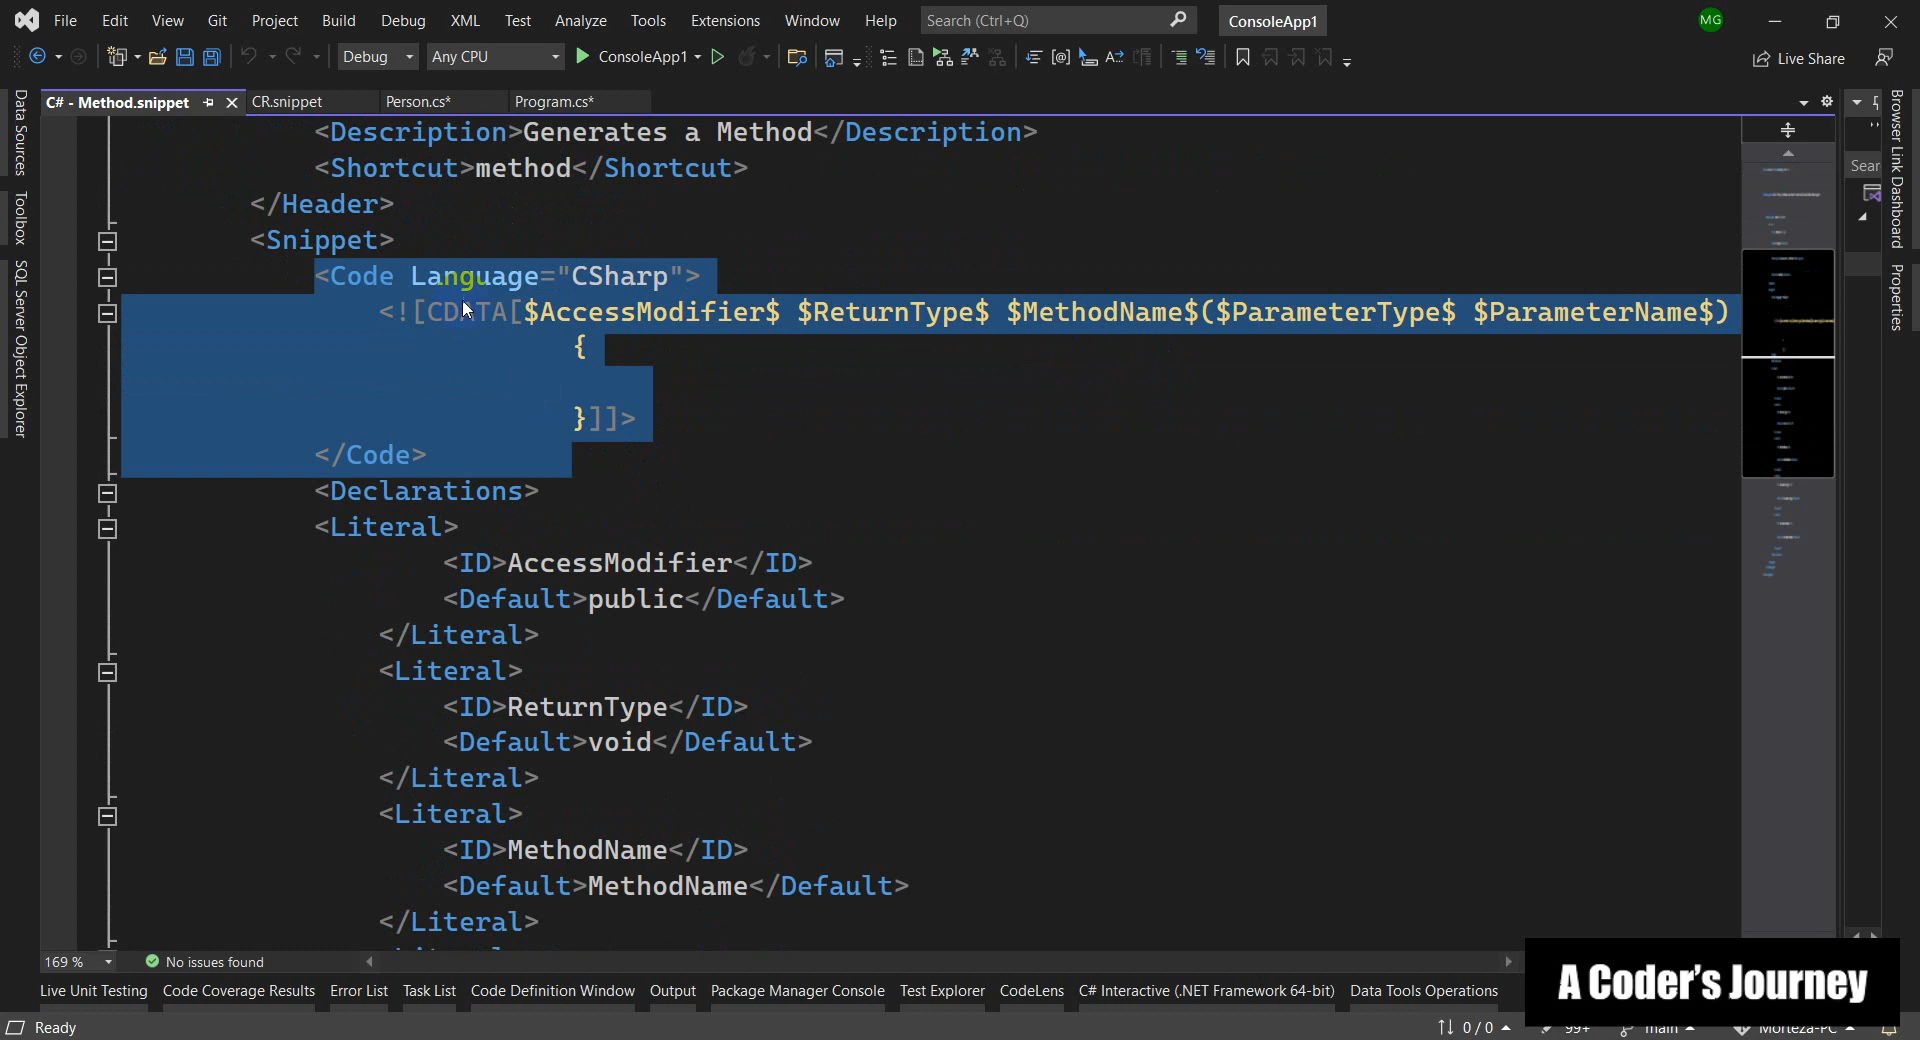 File Edit View Git Project Build Debug XML Test Analyze Tools Extensions Window Help Search (Ctrl+Q) ConsoleApp1 MG
Debug Any CPU ConsoleApp1 Live Share
C# - Method.snippet CR.snippet Person.cs* Program.cs*
Data Sources
Toolbox
SQL Server Object Explorer
<Description>Generates a Method</Description>
<Shortcut>method</Shortcut>
</Header>
<Snippet>
<Code Language="CSharp">
<![CDATA[$AccessModifier$ $ReturnType$ $MethodName$($ParameterType$ $ParameterName$)
{
}]]>
</Code>
<Declarations>
<Literal>
<ID>AccessModifier</ID>
<Default>public</Default>
</Literal>
<Literal>
<ID>ReturnType</ID>
<Default>void</Default>
</Literal>
<Literal>
<ID>MethodName</ID>
<Default>MethodName</Default>
</Literal>
Sear
Browser Link Dashboard
Properties
169 % No issues found
Live Unit Testing Code Coverage Results Error List Task List Code Definition Window Output Package Manager Console Test Explorer CodeLens C# Interactive (.NET Framework 64-bit) Data Tools Operations
A Coder's Journey
Ready 0 / 0 99+ main Morteza-PC